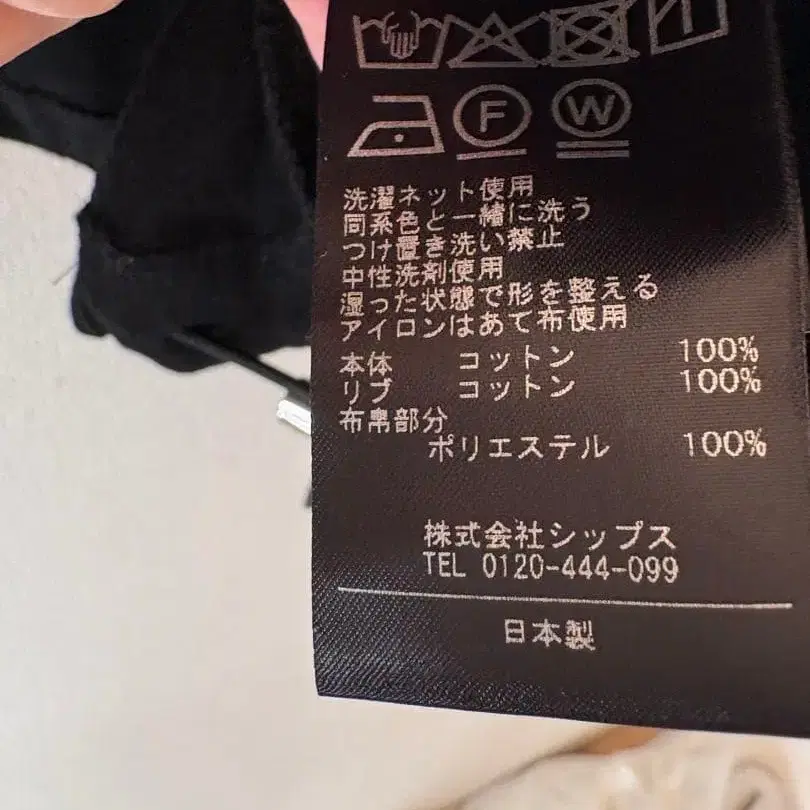 F W
洗濯ネット使用
同系色と一緒に洗う
つけ置き洗い禁止
中性洗剤使用
湿った状態で形を整える
アイロンはあて布使用
本体 コットン 100%
リブ コットン 100%
布帛部分
ポリエステル 100%
株式会社シップス
TEL 0120-444-099
日本製